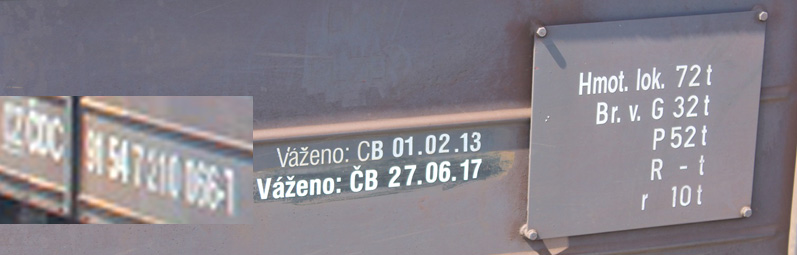 CZ ČDC 91 54 7 210 066-1
Váženo: CB 01.02.13
Váženo: ČB 27.06.17
Hmot. lok. 72 t
Br. v. G 32 t
P 52 t
R - t
r 10 t